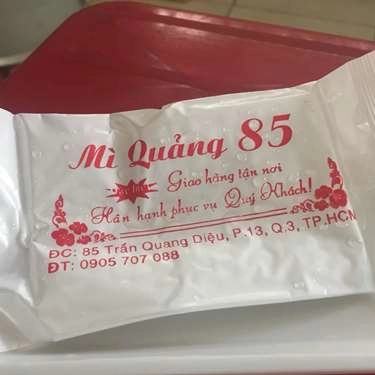 Mì Quảng 85
Giao hàng tận nơi
Hân hạnh phục vụ Quý Khách!
ĐC: 85 Trần Quang Diệu, P.13, Q.3, TP.HCM
ĐT: 0905 707 088